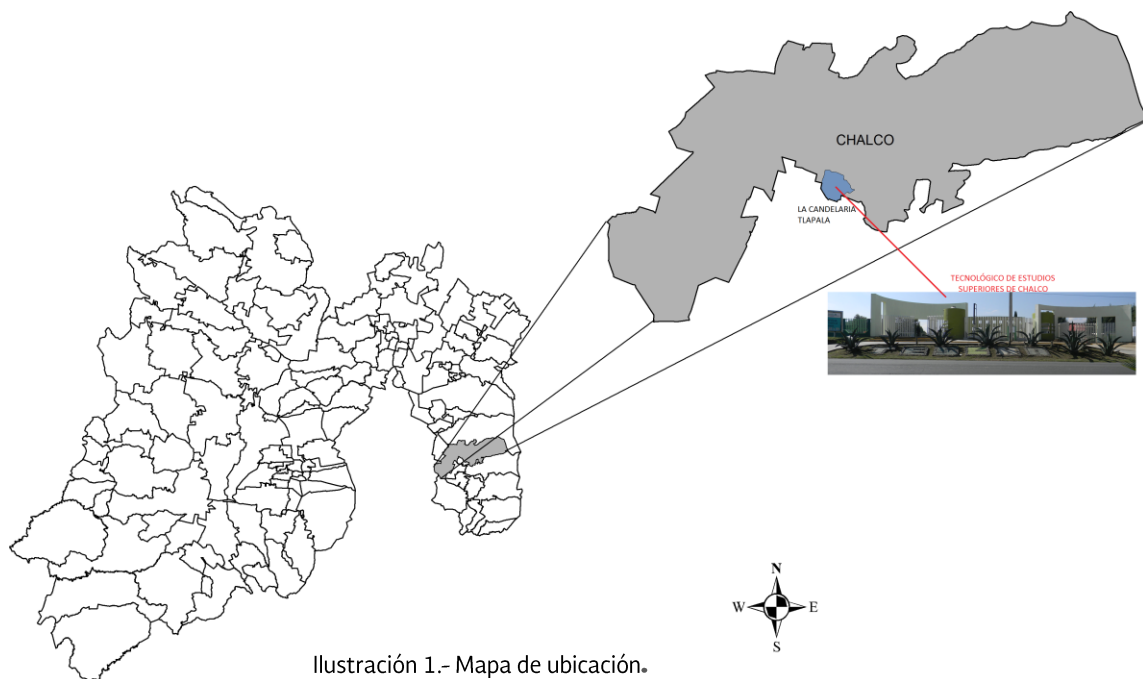 CHALCO
LA CANDELARIA
TLAPALA
TECNOLÓGICO DE ESTUDIOS
SUPERIORES DE CHALCO
N
W E
S
Ilustración 1.- Mapa de ubicación.